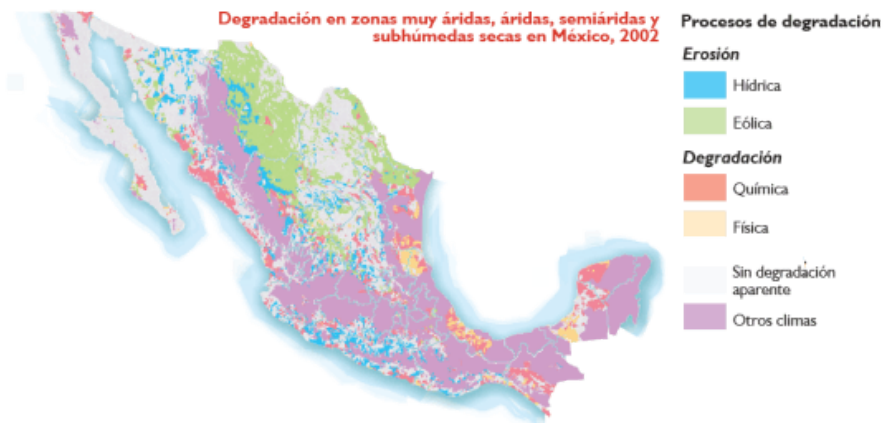 Degradación en zonas muy áridas, áridas, semiáridas y
subhúmedas secas en México, 2002
Procesos de degradación
Erosión
Hídrica
Eólica
Degradación
Química
Física
Sin degradación
aparente
Otros climas